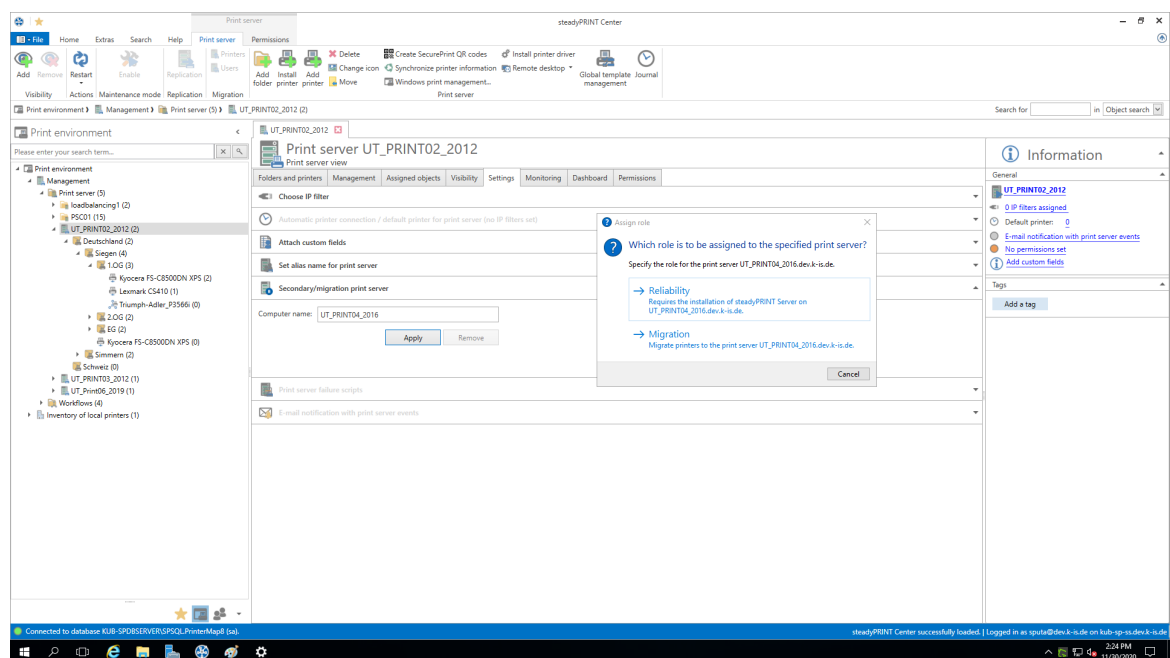 Print server
steadyPRINT Center
File Home Extras Search Help Print server Permissions
Add Remove Restart Enable Replication Printers Users
Add folder Install printer Add printer
Delete
Change icon
Move
Create SecurePrint QR codes
Synchronize printer information
Windows print management...
Install printer driver
Remote desktop
Global template management
Journal
Visibility Actions Maintenance mode Replication Migration Print server
Print environment Management Print server (5) UT_PRINT02_2012 (2)
Search for in Object search
Print environment
Please enter your search term...
Print environment
Management
Print server (5)
loadbalancing1 (2)
PSC01 (15)
UT_PRINT02_2012 (2)
Deutschland (2)
Siegen (4)
1.OG (3)
Kyocera FS-C8500DN XPS (2)
Lexmark CS410 (1)
Triumph-Adler_P3566i (0)
2.OG (2)
EG (2)
Kyocera FS-C8500DN XPS (0)
Simmern (2)
Schweiz (0)
UT_PRINT03_2012 (1)
UT_Print06_2019 (1)
Workflows (4)
Inventory of local printers (1)
UT_PRINT02_2012
Print server UT_PRINT02_2012
Print server view
Folders and printers Management Assigned objects Visibility Settings Monitoring Dashboard Permissions
Choose IP filter
Automatic printer connection / default printer for print server (no IP filters set)
Attach custom fields
Set alias name for print server
Secondary/migration print server
Computer name: UT_PRINT04_2016
Apply Remove
Print server failure scripts
E-mail notification with print server events
Assign role
Which role is to be assigned to the specified print server?
Specify the role for the print server UT_PRINT04_2016.dev.k-is.de.
Reliability
Requires the installation of steadyPRINT Server on
UT_PRINT04_2016.dev.k-is.de.
Migration
Migrate printers to the print server UT_PRINT04_2016.dev.k-is.de.
Cancel
Information
General
UT_PRINT02_2012
0 IP filters assigned
Default printer: 0
E-mail notification with print server events
No permissions set
Add custom fields
Tags
Add a tag
Connected to database KUB-SPDBSERVER\SPSQL.PrinterMap8 (sa).
steadyPRINT Center successfully loaded. | Logged in as sputa@dev.k-is.de on kub-sp-ss.dev.k-is.de
2:24 PM
11/30/2020